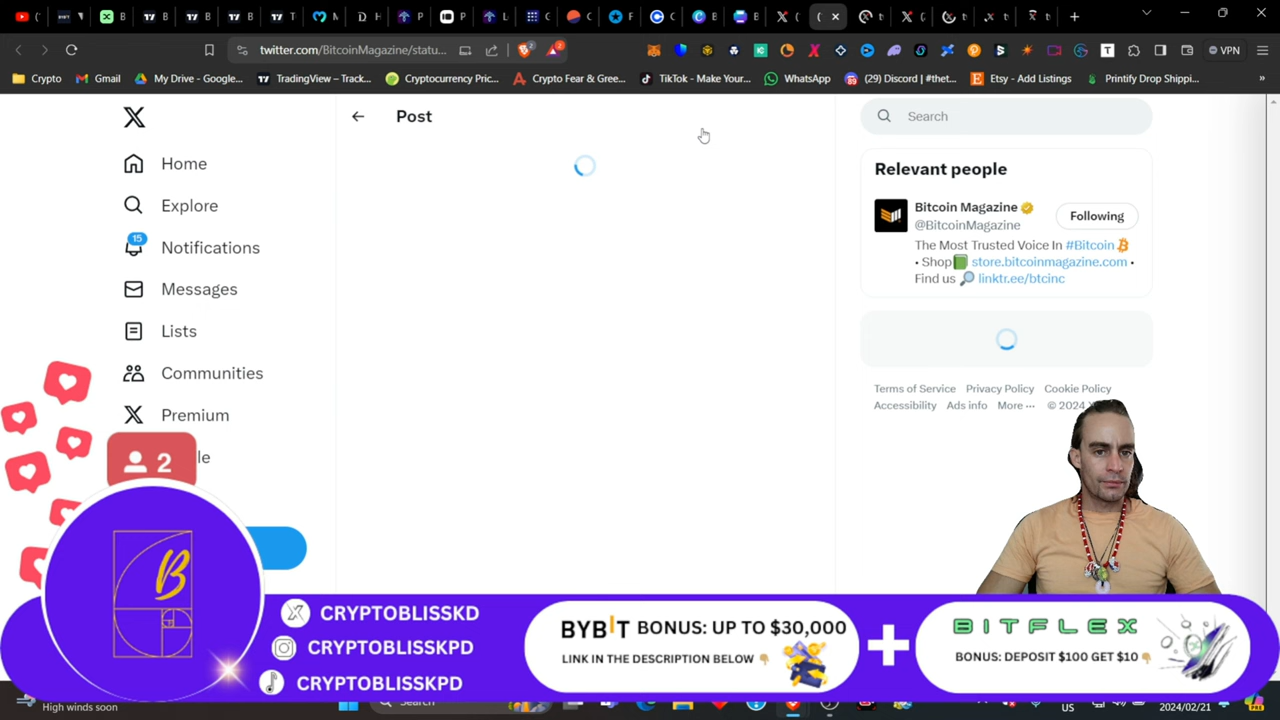 twitter.com/BitcoinMagazine/statu...
VPN
Crypto
Gmail
My Drive - Google...
TradingView – Track...
Cryptocurrency Pric...
Crypto Fear & Gree...
TikTok - Make Your...
WhatsApp
(29) Discord | #thet...
Etsy - Add Listings
Printify Drop Shippi...
»
Post
Search
Home
Explore
15
Notifications
Messages
Lists
Communities
Premium
le
2
Relevant people
Bitcoin Magazine
Following
@BitcoinMagazine
The Most Trusted Voice In #Bitcoin
• Shop store.bitcoinmagazine.com •
Find us linktr.ee/btcinc
Terms of Service Privacy Policy Cookie Policy
Accessibility Ads info More ··· © 2024
B
CRYPTOBLISSKD
CRYPTOBLISSKPD
CRYPTOBLISSKPD
BYBIT BONUS: UP TO $30,000
LINK IN THE DESCRIPTION BELOW
+
BITFLEX
BONUS: DEPOSIT $100 GET $10
High winds soon
Search
US
2024/02/21